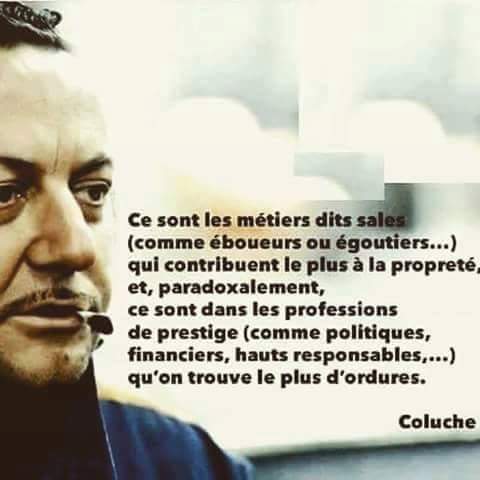 Ce sont les métiers dits sales
(comme éboueurs ou égoutiers...)
qui contribuent le plus à la propreté,
et, paradoxalement,
ce sont dans les professions
de prestige (comme politiques,
financiers, hauts responsables,...)
qu'on trouve le plus d'ordures.
Coluche